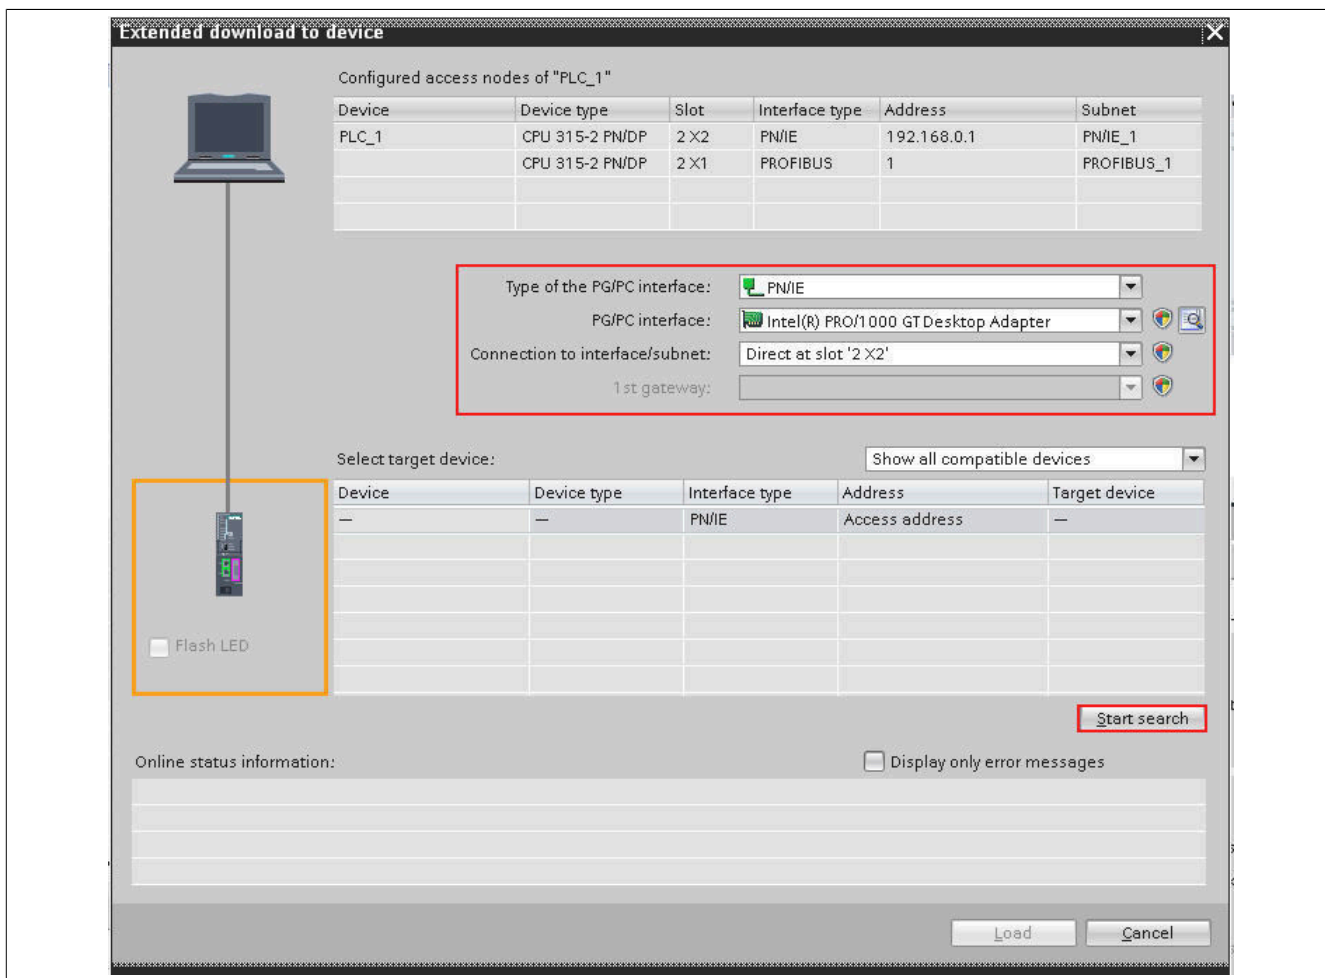 Extended download to device
Configured access nodes of "PLC_1"
Device Device type Slot Interface type Address Subnet
PLC_1 CPU 315-2 PN/DP 2 X2 PN/IE 192.168.0.1 PN/IE_1
CPU 315-2 PN/DP 2 X1 PROFIBUS 1 PROFIBUS_1
Type of the PG/PC interface: PN/IE
PG/PC interface: Intel(R) PRO/1000 GT Desktop Adapter
Connection to interface/subnet: Direct at slot '2 X2'
1st gateway:
Select target device: Show all compatible devices
Device Device type Interface type Address Target device
— — PN/IE Access address —
Flash LED
Start search
Online status information: Display only error messages
Load Cancel